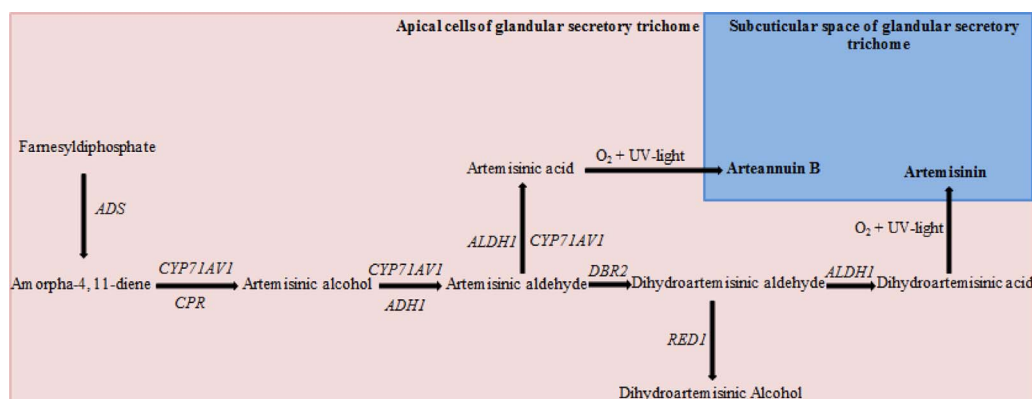 Apical cells of glandular secretory trichome
Subcuticular space of glandular secretory
trichome
Farnesyldiphosphate
ADS
Amorpha-4, 11-diene
CYP71AV1
CPR
Artemisinic alcohol
CYP71AV1
ADH1
Artemisinic aldehyde
ALDH1
CYP71AV1
Artemisinic acid
O₂ + UV-light
Arteannuin B
DBR2
Dihydroartemisinic aldehyde
RED1
Dihydroartemisinic Alcohol
ALDH1
Dihydroartemisinic acid
O₂ + UV-light
Artemisinin